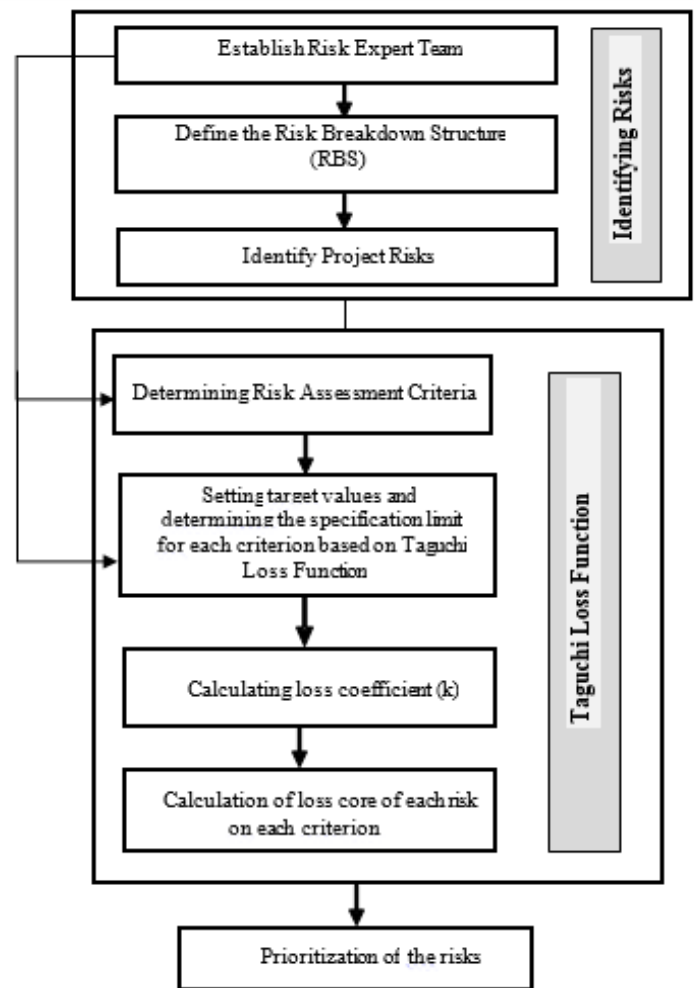 Establish Risk Expert Team
Define the Risk Breakdown Structure
(RBS)
Identify Project Risks
Identifying Risks
Determining Risk Assessment Criteria
Setting target values and
determining the specification limit
for each criterion based on Taguchi
Loss Function
Calculating loss coefficient (k)
Calculation of loss core of each risk
on each criterion
Taguchi Loss Function
Prioritization of the risks